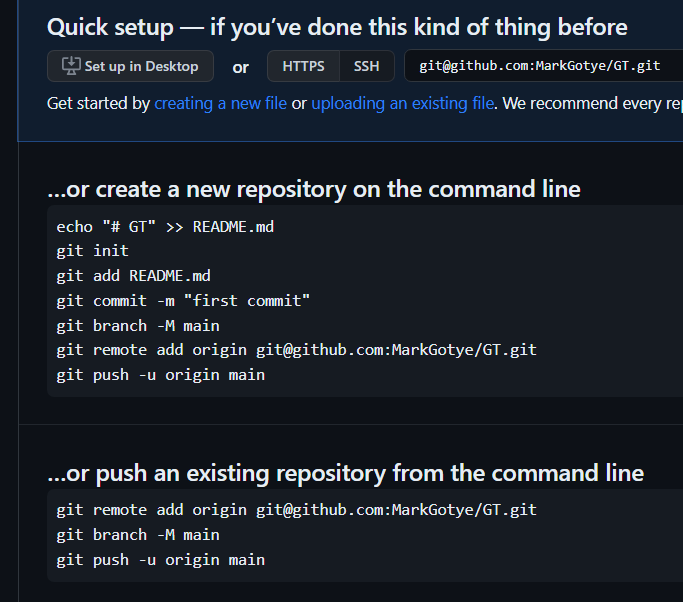 Quick setup — if you’ve done this kind of thing before
Set up in Desktop or HTTPS SSH git@github.com:MarkGotye/GT.git
Get started by creating a new file or uploading an existing file. We recommend every
…or create a new repository on the command line
echo "# GT" >> README.md
git init
git add README.md
git commit -m "first commit"
git branch -M main
git remote add origin git@github.com:MarkGotye/GT.git
git push -u origin main
…or push an existing repository from the command line
git remote add origin git@github.com:MarkGotye/GT.git
git branch -M main
git push -u origin main